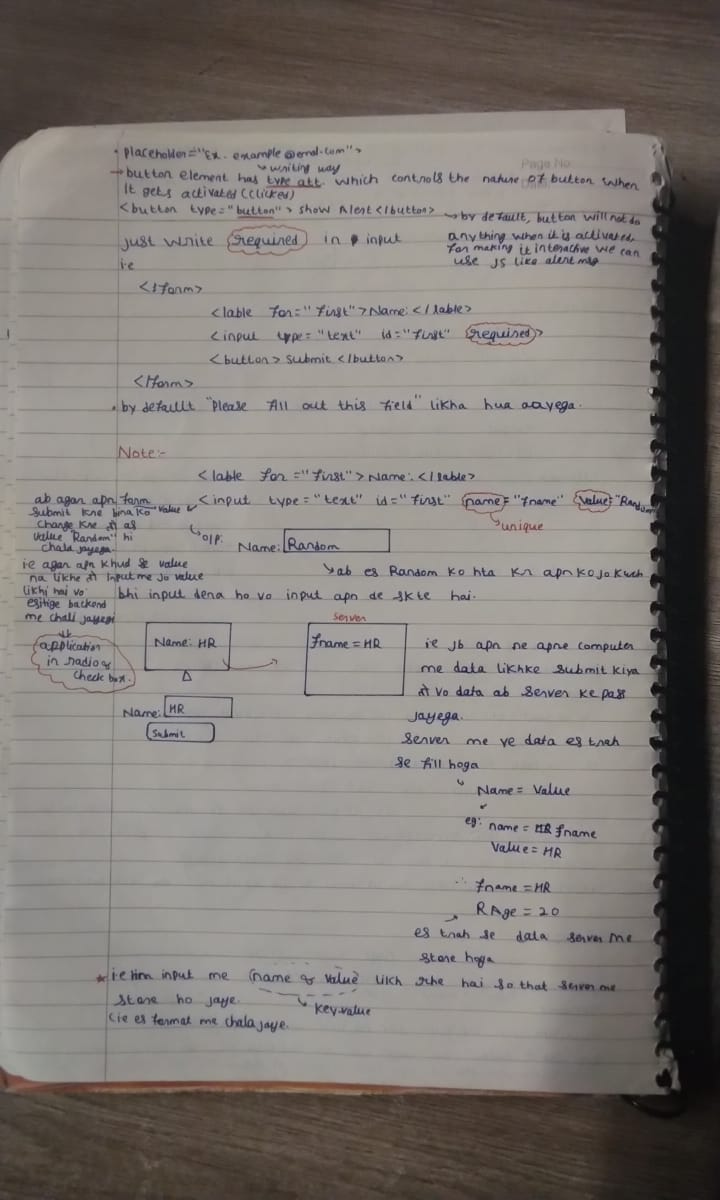 • placeholder="Ex. example@email.com">
Page No.
↳ writing way
→ button element has type att. which controls the nature of button when
it gets activated (clicked)
<button type="button"> show Alert </button>
↳ by default, button will not do
anything when it is activated.
For making it interactive we can
use JS like alert msg
just write required in input
i.e
<form>
<lable for="first">Name: </lable>
<input type="text" id="first" required>
<button> submit </button>
</form>
• by default "Please fill out this field" likha hua aayega.
Note:-
<lable for="first">Name: </lable>
<input type="text" id="first" name="fname" value="Random
unique
ab agar apn form
submit kne bina ko value
change kre to as
value "Random" hi
chala jayega.
ie agar apn khud se value
na likhe to input me jo value
likhi hai vo
esitige backend
me chali jayegi
application
in radio &
check box.
↳ o/p:
Name: Random
↳ ab es Random ko hta kr apn ko jo kuch
bhi input dena ho vo input apn de skte hai.
Name: HR
Server
fname = HR
Name: HR
Submit
ie jb apn ne apne computer
me data likhke submit kiya
to vo data ab server ke pass
jayega.
server me ye data es trah
se fill hoga
Name = Value
eg: name = fname
value = HR
∴ fname = HR
RAge = 20
es trah se data server me
store hoga
* i.e hm input me (name & value) likh rhe hai so that server me
store ho jaye.
↳ key-value
(ie es format me chala jaye.